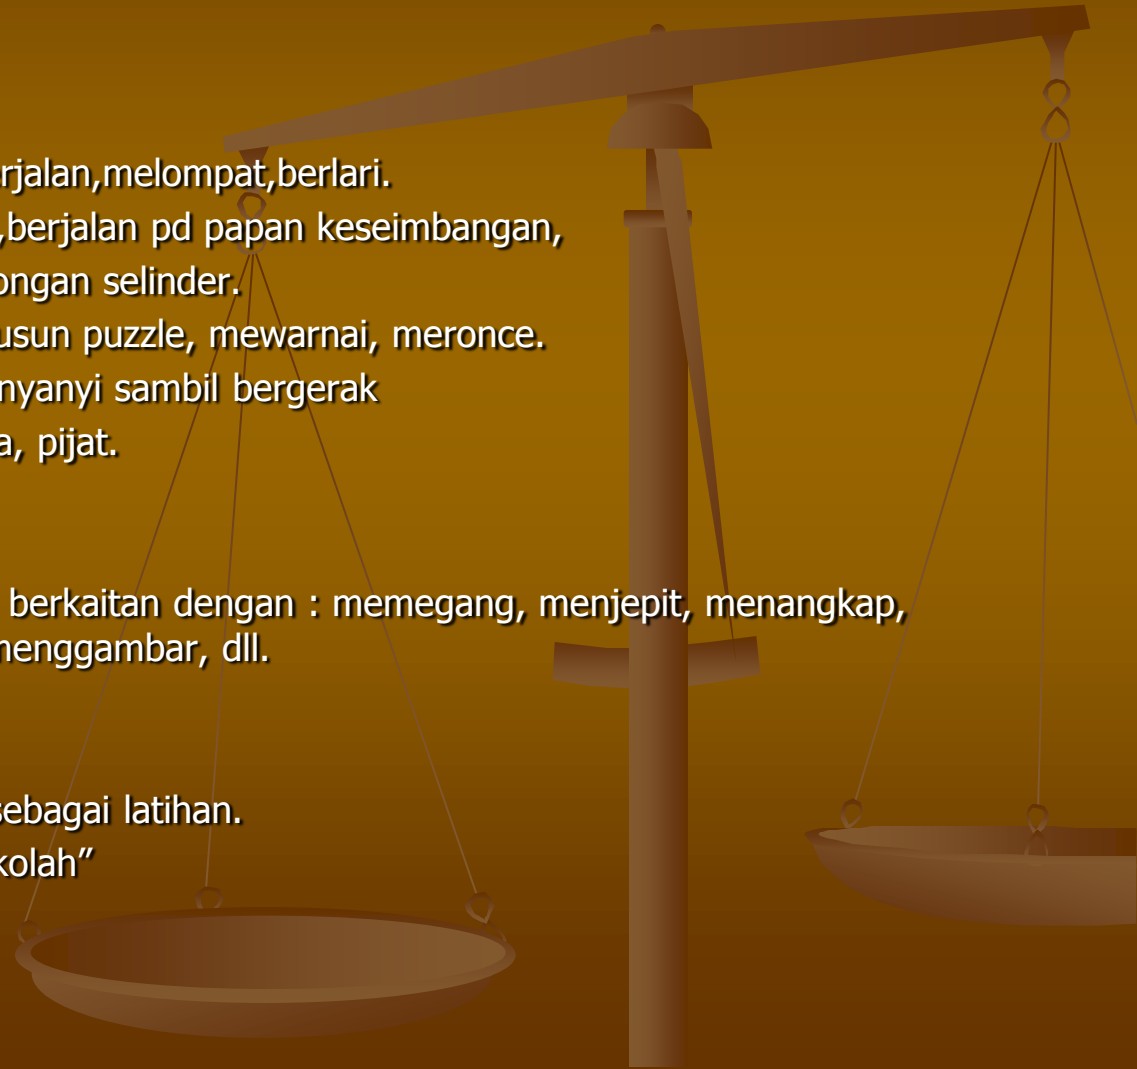 rjalan,melompat,berlari.
,berjalan pd papan keseimbangan,
ongan selinder.
usun puzzle, mewarnai, meronce.
nyanyi sambil bergerak
a, pijat.
berkaitan dengan : memegang, menjepit, menangkap,
menggambar, dll.
sebagai latihan.
kolah”